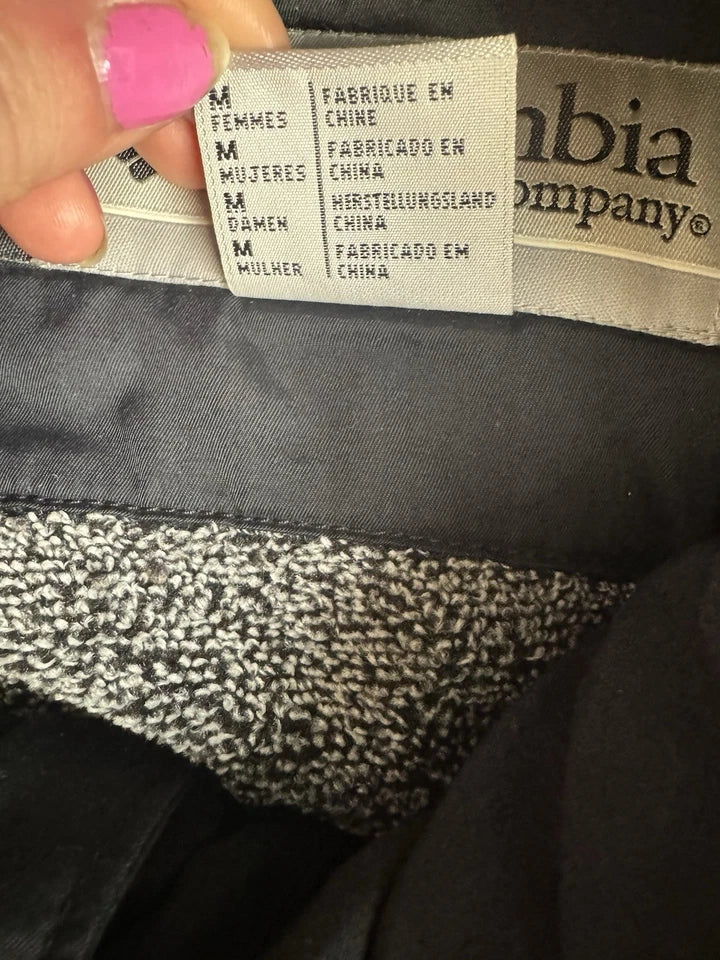 M
FEMMES
FABRIQUE EN
CHINE
M
MUJERES
FABRICADO EN
CHINA
M
DAMEN
HERSTELLUNGSLAND
CHINA
M
MULHER
FABRICADO EM
CHINA
mbia
ompany®